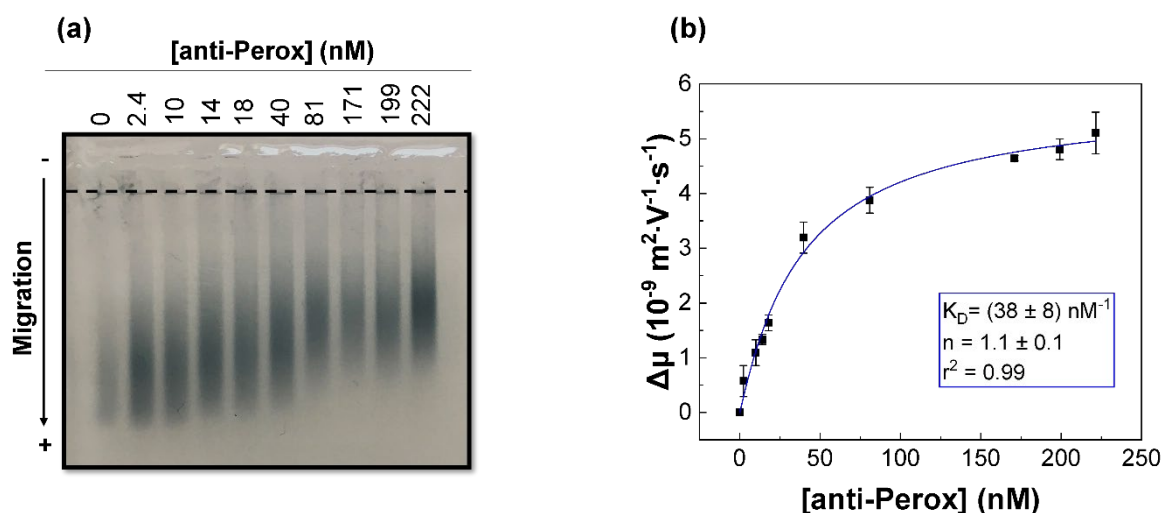 (a)
[anti-Perox] (nM)
0 2.4 10 14 18 40 81 171 199 222
-
Migration
+
(b)
6
5
4
3
2
1
0
Δμ (10⁻⁹ m²·V⁻¹·s⁻¹)
K_D= (38 ± 8) nM⁻¹
n = 1.1 ± 0.1
r² = 0.99
0 50 100 150 200 250
[anti-Perox] (nM)